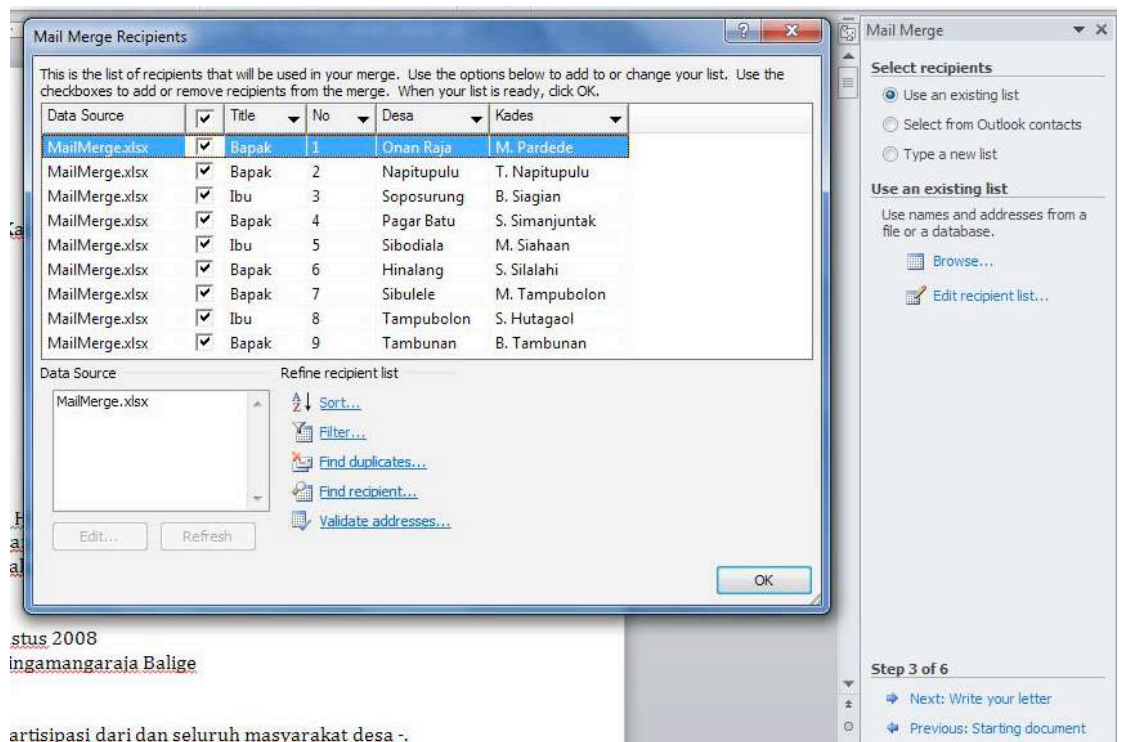 Mail Merge Recipients
This is the list of recipients that will be used in your merge. Use the options below to add to or change your list. Use the
checkboxes to add or remove recipients from the merge. When your list is ready, click OK.
Data Source Title No Desa Kades
MailMerge.xlsx Bapak 1 Onan Raja M. Pardede
MailMerge.xlsx Bapak 2 Napitupulu T. Napitupulu
MailMerge.xlsx Ibu 3 Soposurung B. Siagian
MailMerge.xlsx Bapak 4 Pagar Batu S. Simanjuntak
MailMerge.xlsx Ibu 5 Sibodiala M. Siahaan
MailMerge.xlsx Bapak 6 Hinalang S. Silalahi
MailMerge.xlsx Bapak 7 Sibulele M. Tampubolon
MailMerge.xlsx Ibu 8 Tampubolon S. Hutagaol
MailMerge.xlsx Bapak 9 Tambunan B. Tambunan
Data Source
MailMerge.xlsx
Edit...
Refresh
Refine recipient list
Sort...
Filter...
Find duplicates...
Find recipient...
Validate addresses...
OK
stus 2008
ingamangaraja Balige
artisipasi dari dan seluruh masyarakat desa -.
Mail Merge
Select recipients
Use an existing list
Select from Outlook contacts
Type a new list
Use an existing list
Use names and addresses from a
file or a database.
Browse...
Edit recipient list...
Step 3 of 6
Next: Write your letter
Previous: Starting document